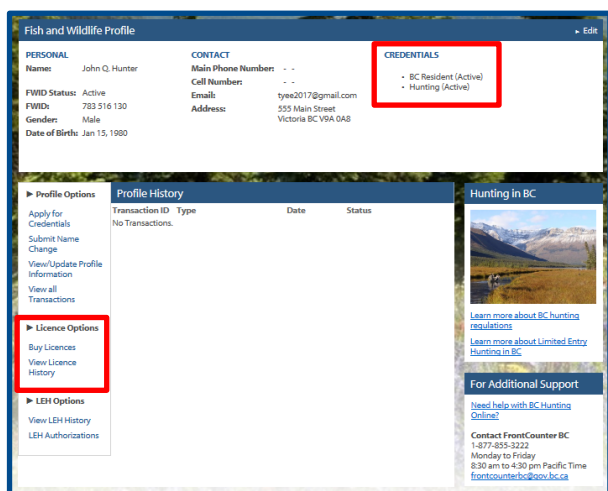 Fish and Wildlife Profile
▸ Edit
PERSONAL
Name: John Q. Hunter
FWID Status: Active
FWID: 783 516 130
Gender: Male
Date of Birth: Jan 15, 1980
CONTACT
Main Phone Number: - -
Cell Number: - -
Email: tyee2017@gmail.com
Address: 555 Main Street
Victoria BC V9A 0A8
CREDENTIALS
• BC Resident (Active)
• Hunting (Active)
▶ Profile Options
Apply for
Credentials
Submit Name
Change
View/Update Profile
Information
View all
Transactions
▶ Licence Options
Buy Licences
View Licence
History
▶ LEH Options
View LEH History
LEH Authorizations
Profile History
Transaction ID Type Date Status
No Transactions.
Hunting in BC
Learn more about BC hunting
regulations
Learn more about Limited Entry
Hunting in BC
For Additional Support
Need help with BC Hunting
Online?
Contact FrontCounter BC
1-877-855-3222
Monday to Friday
8:30 am to 4:30 pm Pacific Time
frontcounterbc@gov.bc.ca